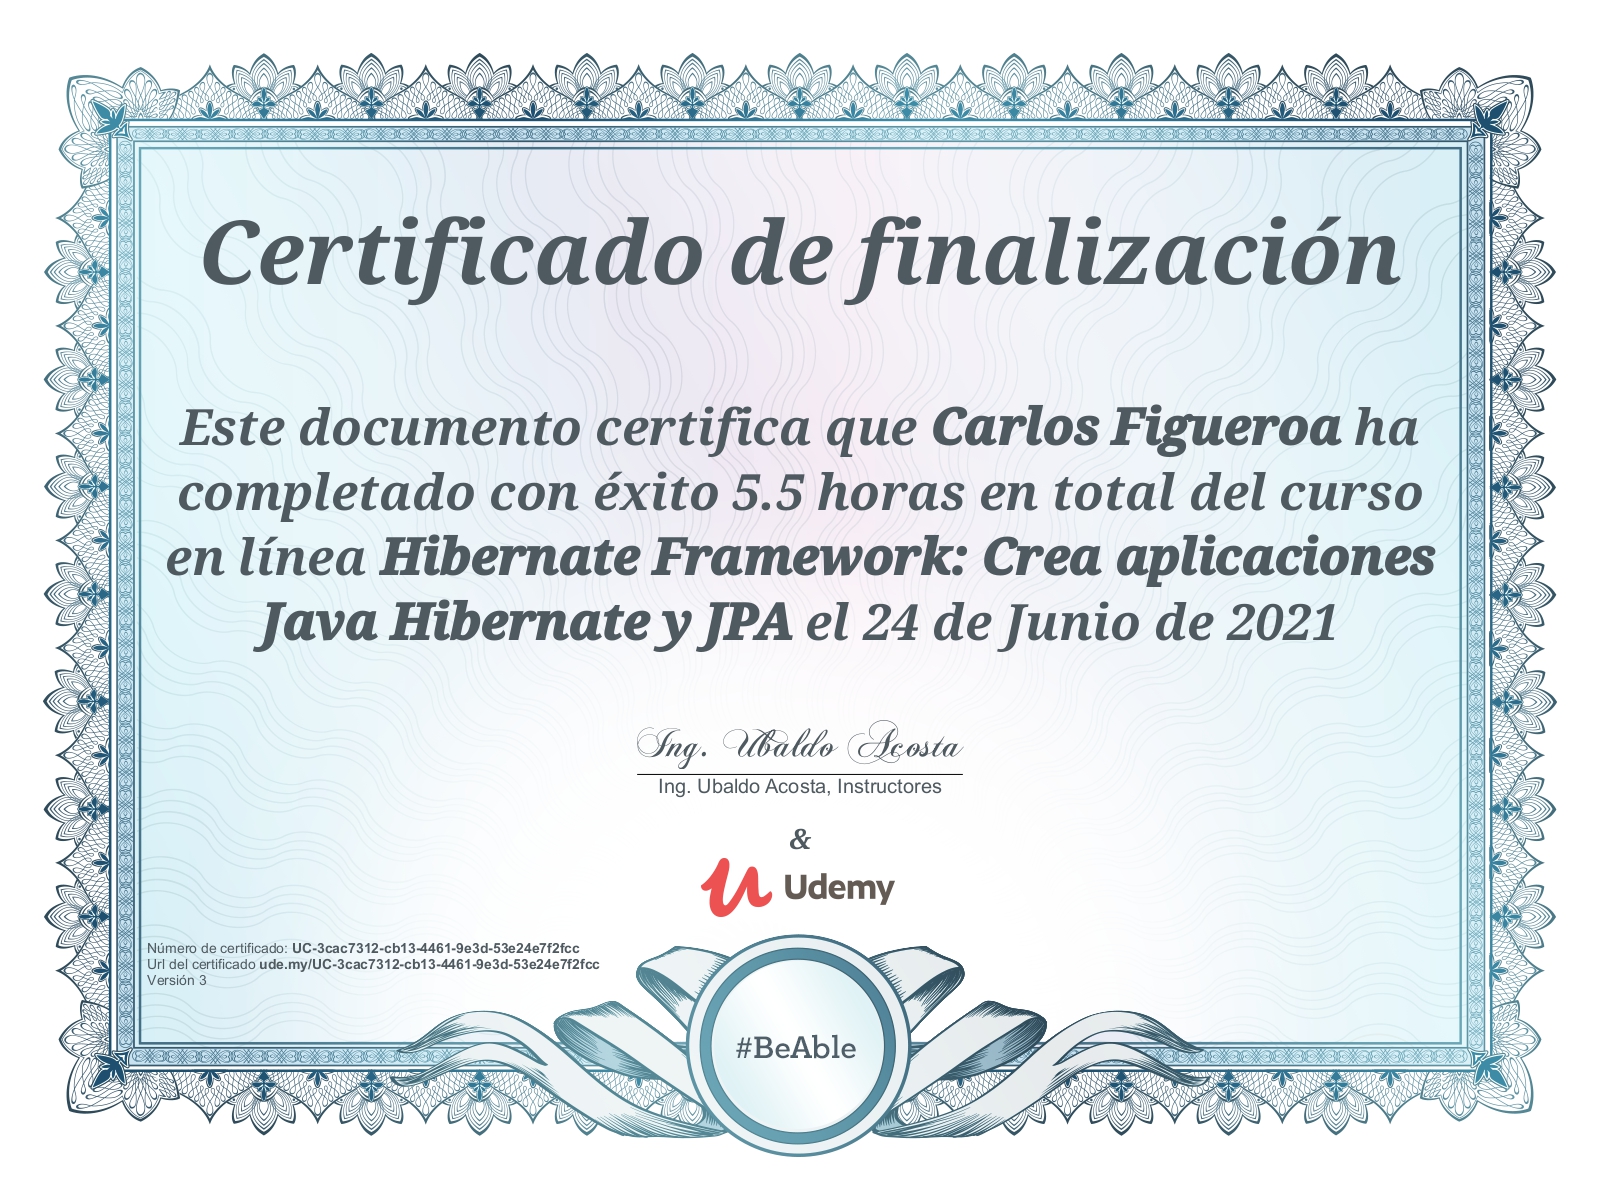 Certificado de finalización
Este documento certifica que Carlos Figueroa ha
completado con éxito 5.5 horas en total del curso
en línea Hibernate Framework: Crea aplicaciones
Java Hibernate y JPA el 24 de Junio de 2021
Ing. Ubaldo Acosta
Ing. Ubaldo Acosta, Instructores
&
Udemy
Número de certificado: UC-3cac7312-cb13-4461-9e3d-53e24e7f2fcc
Url del certificado ude.my/UC-3cac7312-cb13-4461-9e3d-53e24e7f2fcc
Versión 3
#BeAble